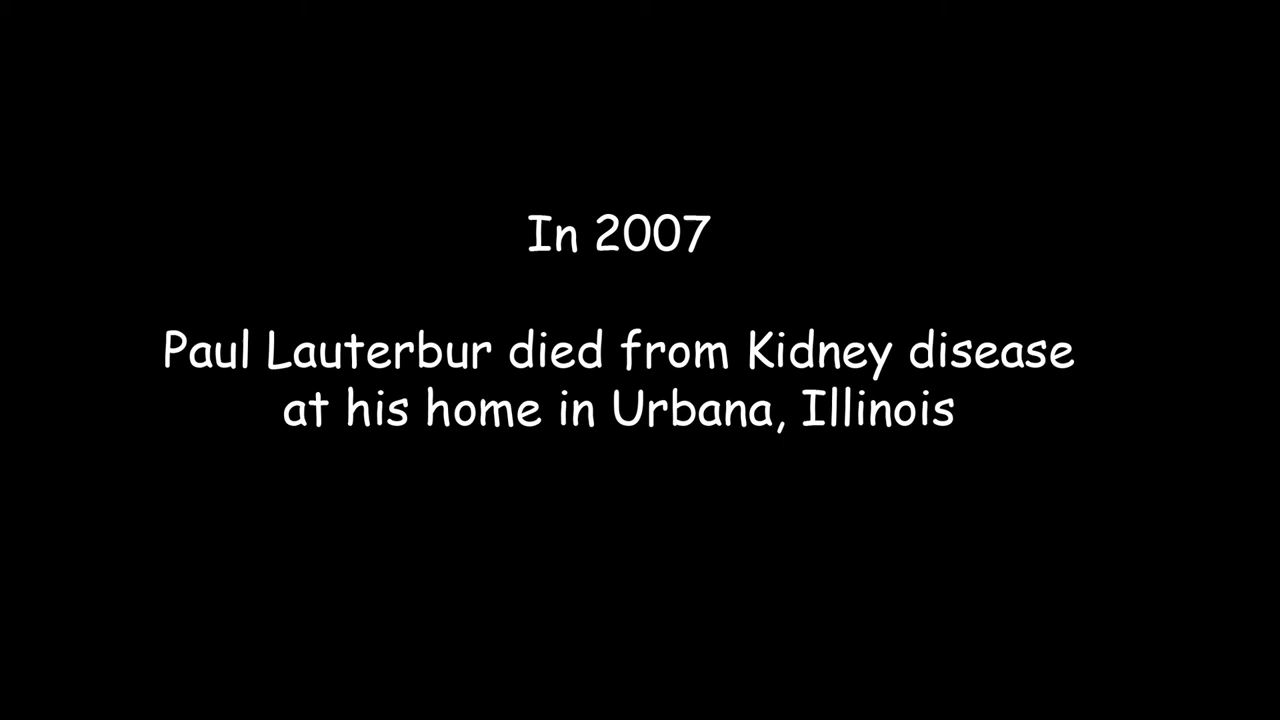 In 2007
Paul Lauterbur died from Kidney disease
at his home in Urbana, Illinois